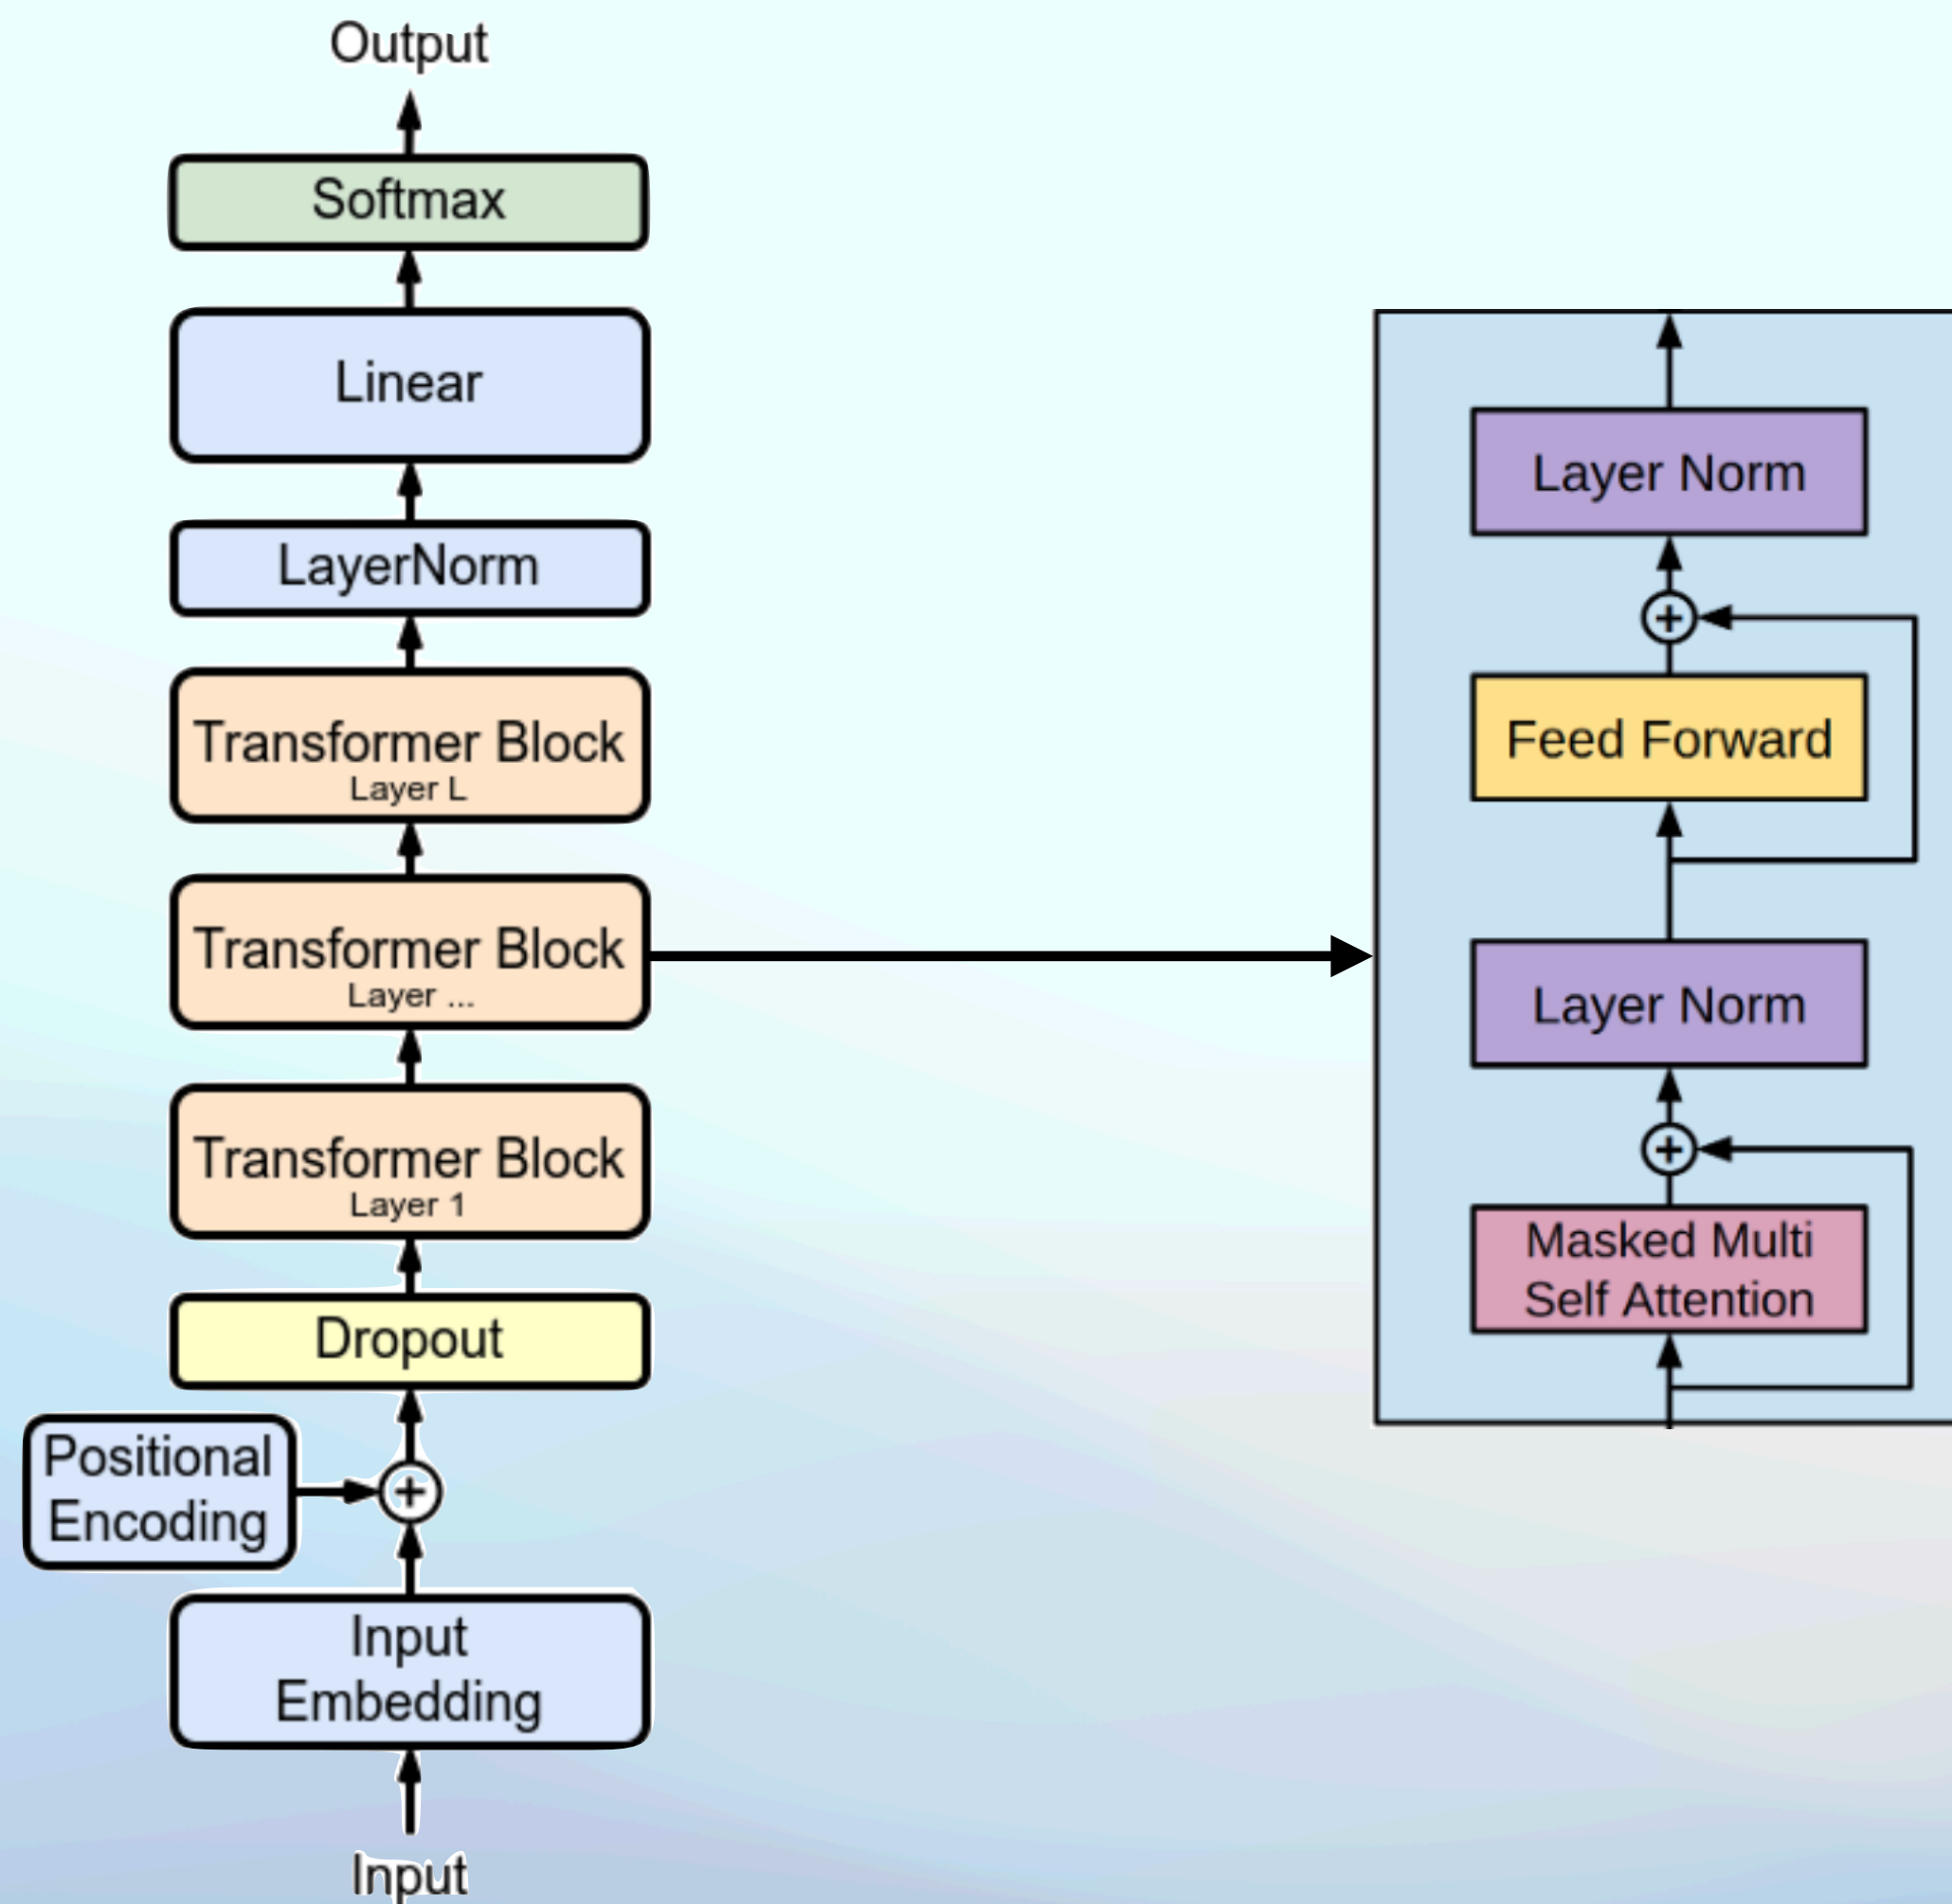 Output
Softmax
Linear
LayerNorm
Transformer Block
Layer L
Transformer Block
Layer ...
Transformer Block
Layer 1
Dropout
Positional
Encoding
+
Input
Embedding
Input
Layer Norm
+
Feed Forward
Layer Norm
+
Masked Multi
Self Attention